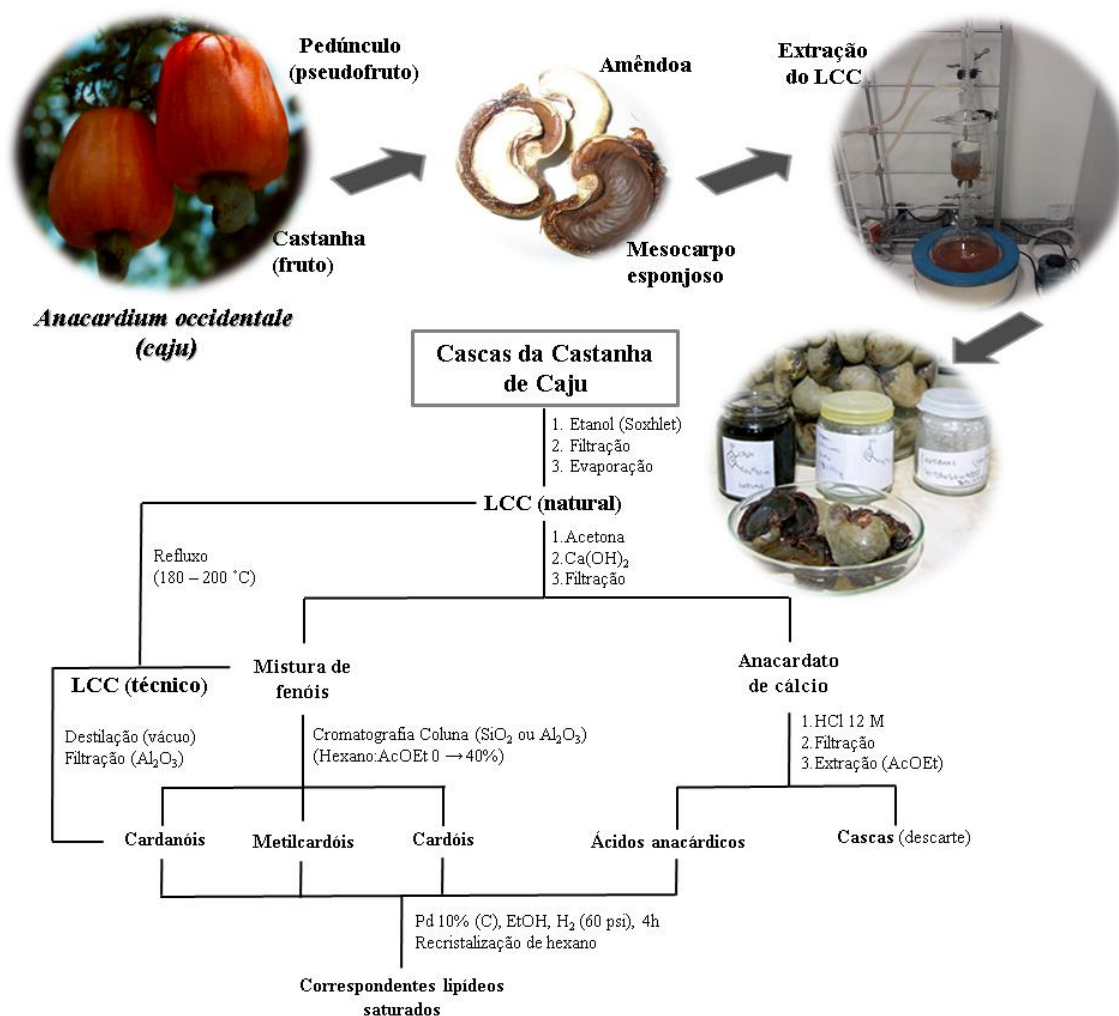 Pedúnculo
(pseudofruto)
Amêndoa
Extração
do LCC
Castanha
(fruto)
Mesocarpo
esponjoso
Anacardium occidentale
(caju)
Cascas da Castanha
de Caju
1. Etanol (Soxhlet)
2. Filtração
3. Evaporação
LCC (natural)
Refluxo
(180 – 200 ˚C)
1.Acetona
2.Ca(OH)₂
3.Filtração
Mistura de
fenóis
Anacardato
de cálcio
LCC (técnico)
Destilação (vácuo)
Filtração (Al₂O₃)
Cromatografia Coluna (SiO₂ ou Al₂O₃)
(Hexano:AcOEt 0 → 40%)
1.HCl 12 M
2.Filtração
3.Extração (AcOEt)
Cardanóis
Metilcardóis
Cardóis
Ácidos anacárdicos
Cascas (descarte)
Pd 10% (C), EtOH, H₂ (60 psi), 4h
Recristalização de hexano
Correspondentes lipídeos
saturados